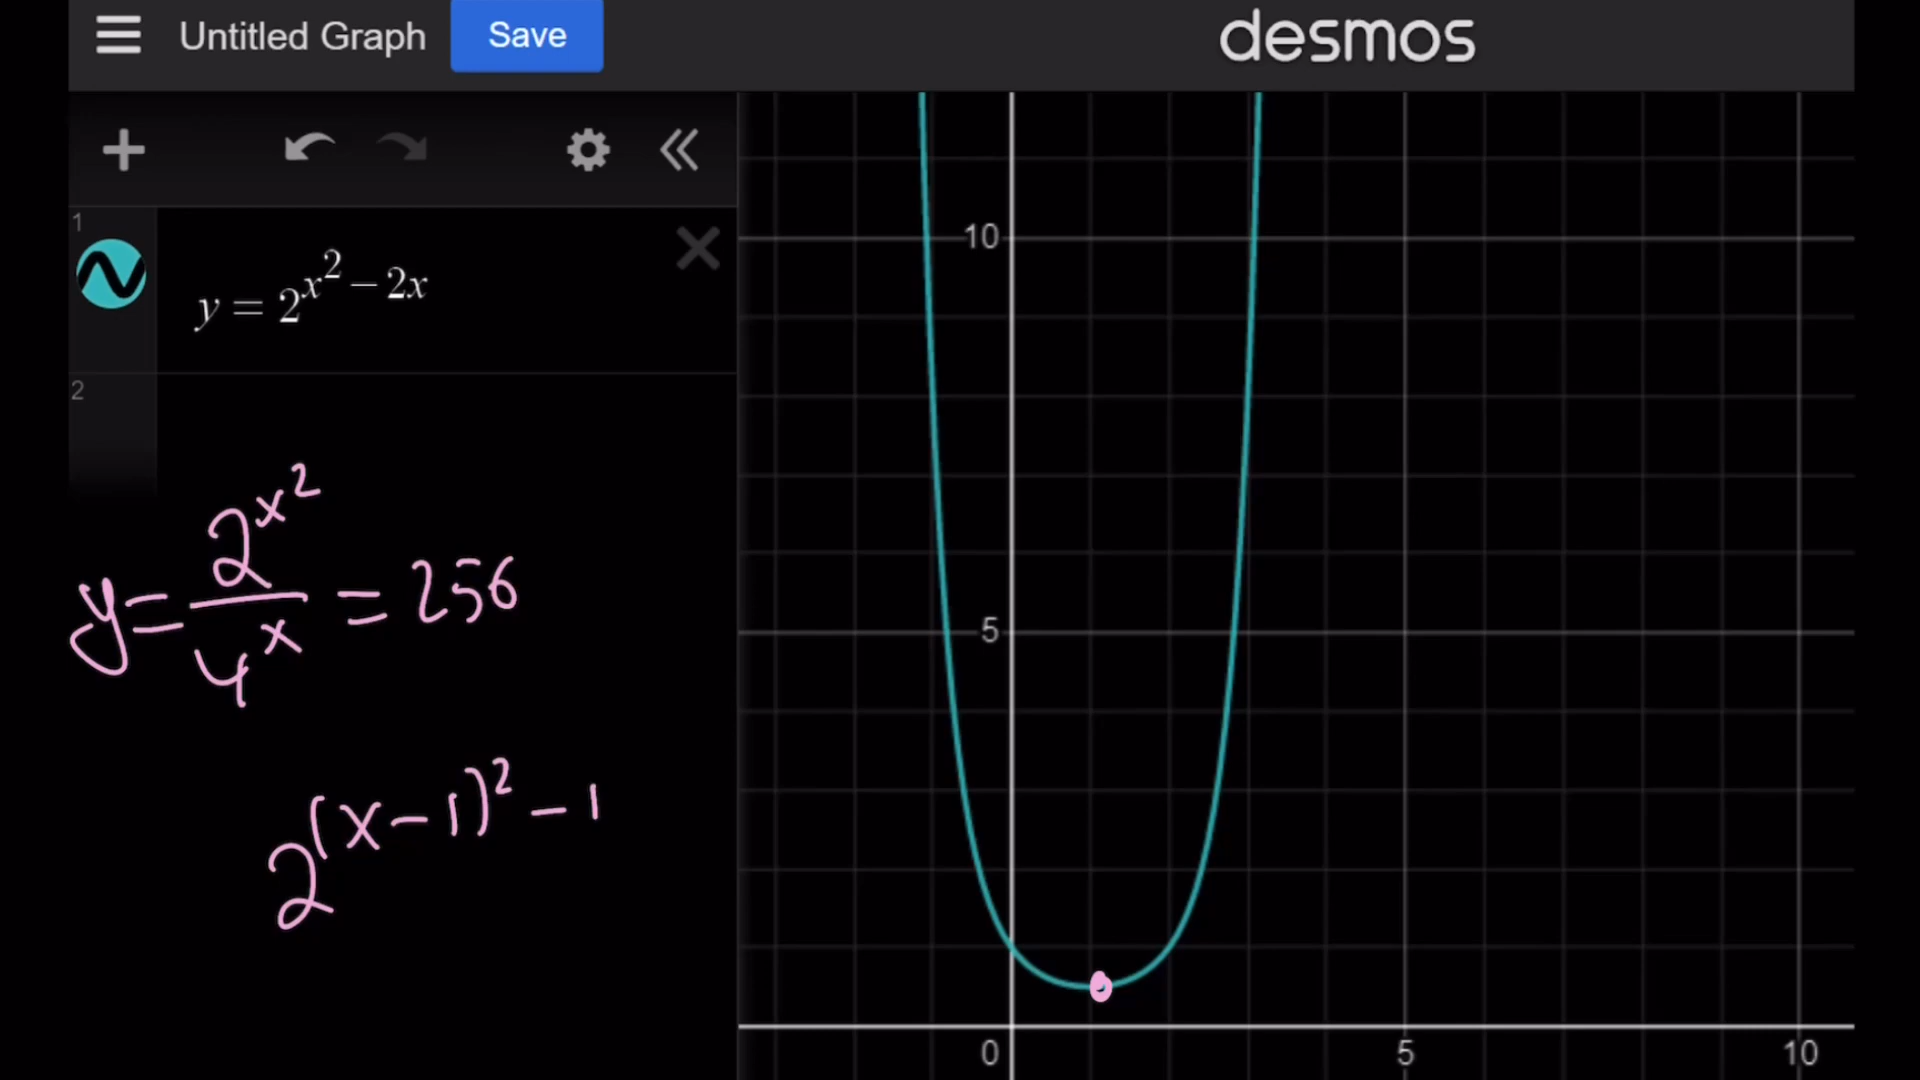 Untitled Graph Save desmos
1
y = 2^{x^2 - 2x}
2
y = \frac{2^{x^2}}{4^x} = 256
2^{(x-1)^2 - 1}
10
5
0 5 10